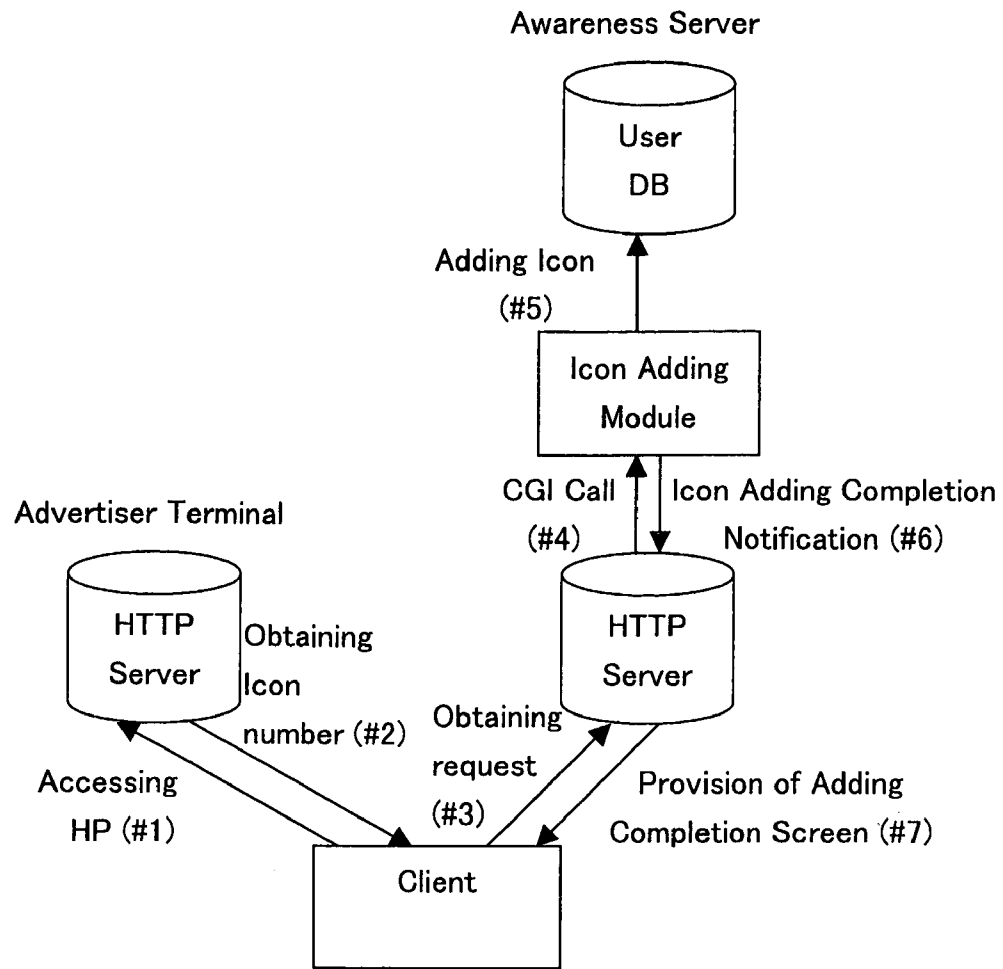 Awareness Server
User
DB
Adding Icon
(#5)
Icon Adding
Module
CGI Call
(#4)
Icon Adding Completion
Notification (#6)
Advertiser Terminal
HTTP
Server
Obtaining
Icon
number (#2)
HTTP
Server
Obtaining
request
(#3)
Accessing
HP (#1)
Provision of Adding
Completion Screen (#7)
Client